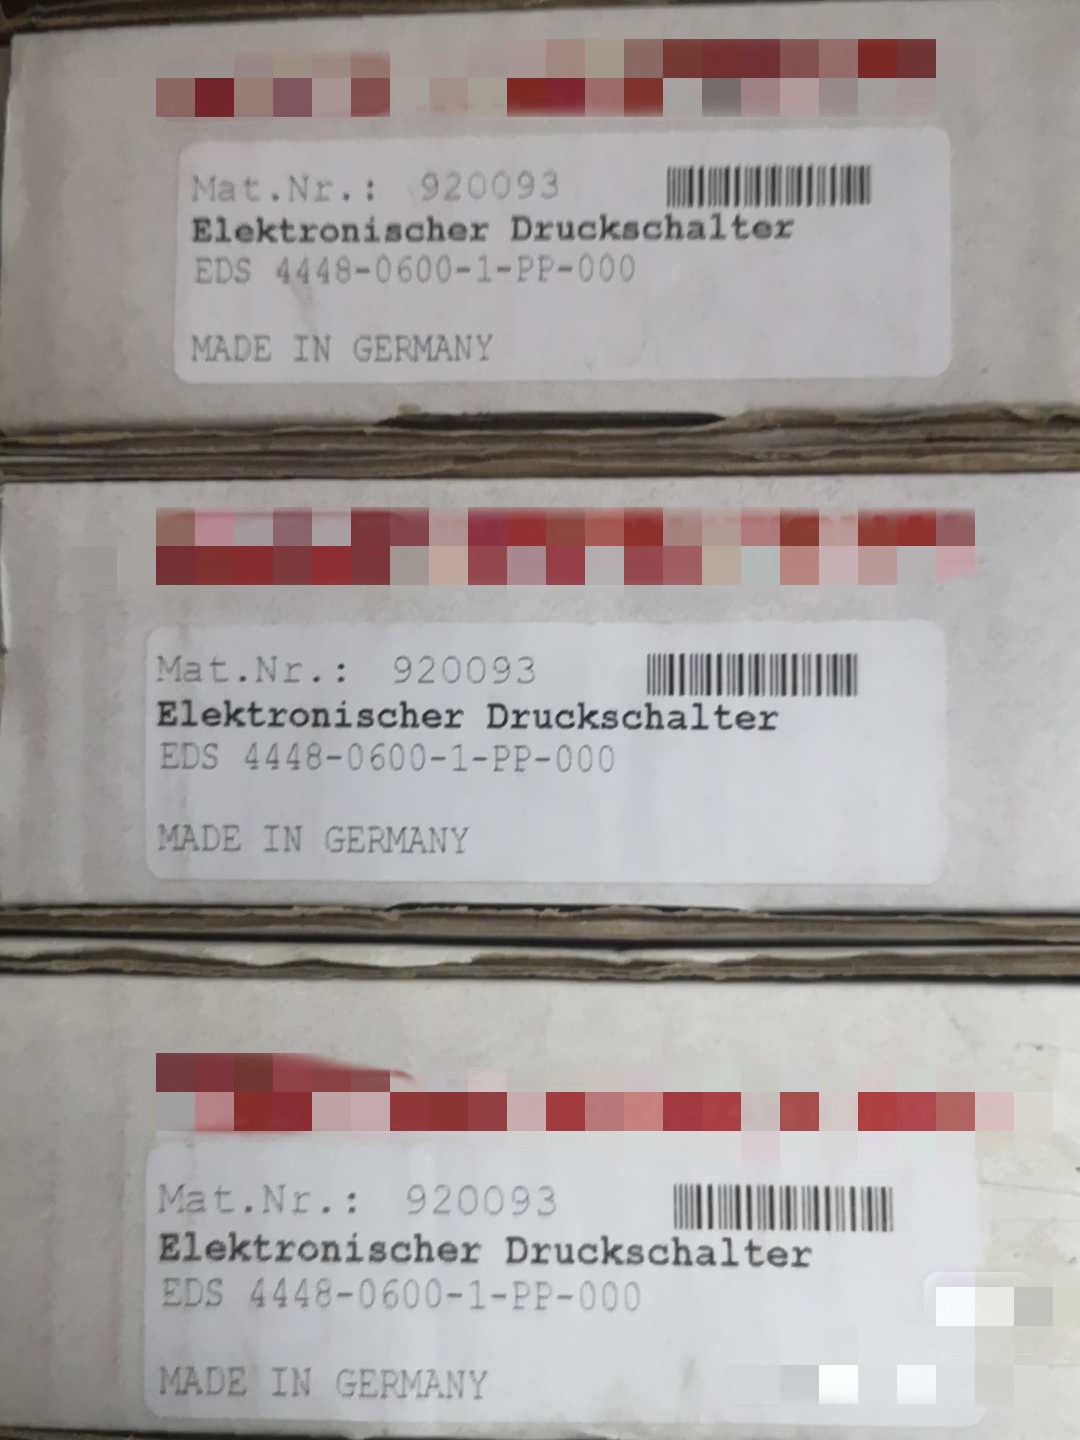 Mat.Nr.: 920093
Elektronischer Druckschalter
EDS 4448-0600-1-PP-000
MADE IN GERMANY
Mat.Nr.: 920093
Elektronischer Druckschalter
EDS 4448-0600-1-PP-000
MADE IN GERMANY
Mat.Nr.: 920093
Elektronischer Druckschalter
EDS 4448-0600-1-PP-000
MADE IN GERMANY